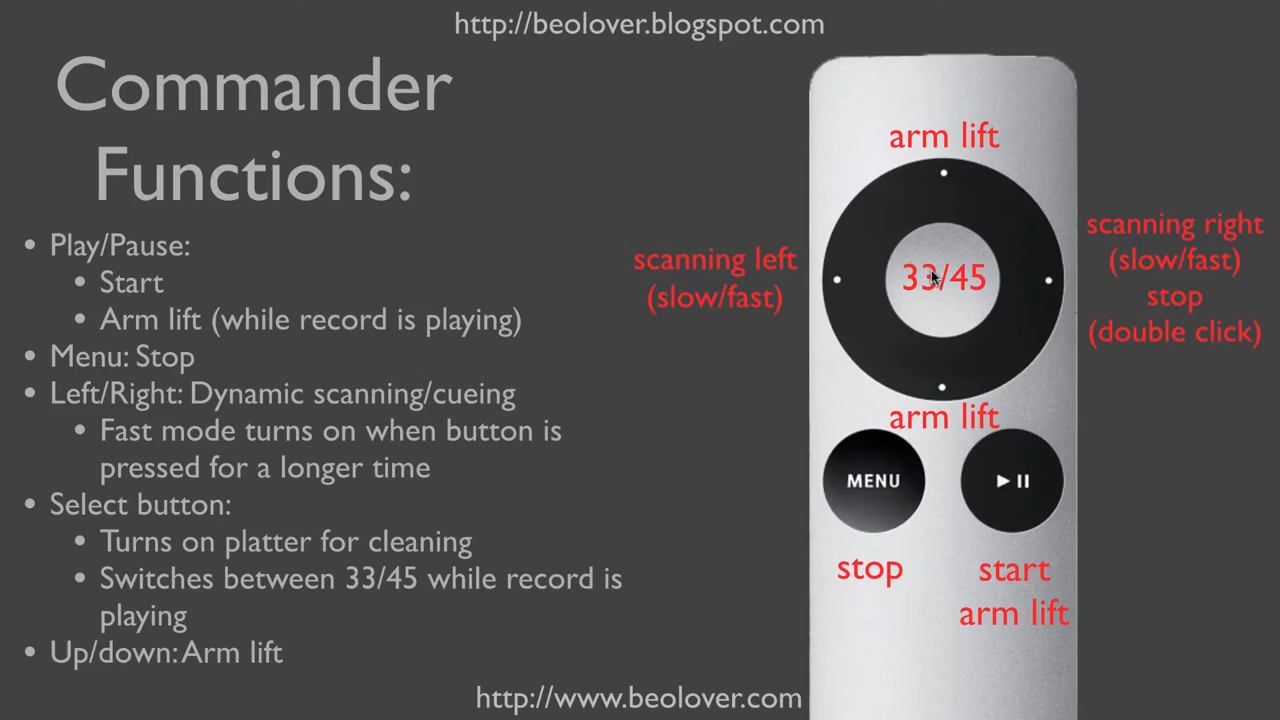 http://beolover.blogspot.com
Commander
Functions:
• Play/Pause:
• Start
• Arm lift (while record is playing)
• Menu: Stop
• Left/Right: Dynamic scanning/cueing
• Fast mode turns on when button is
pressed for a longer time
• Select button:
• Turns on platter for cleaning
• Switches between 33/45 while record is
playing
• Up/down: Arm lift
arm lift
scanning left
(slow/fast)
33/45
scanning right
(slow/fast)
stop
(double click)
arm lift
MENU
stop
start
arm lift
http://www.beolover.com